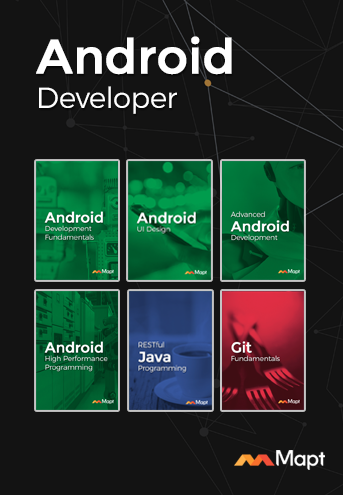 Android
Developer
Android
Development
Fundamentals
Mapt
Android
UI Design
Mapt
Advanced
Android
Development
Mapt
Android
High Performance
Programming
Mapt
RESTful
Java
Programming
Mapt
Git
Fundamentals
Mapt
Mapt